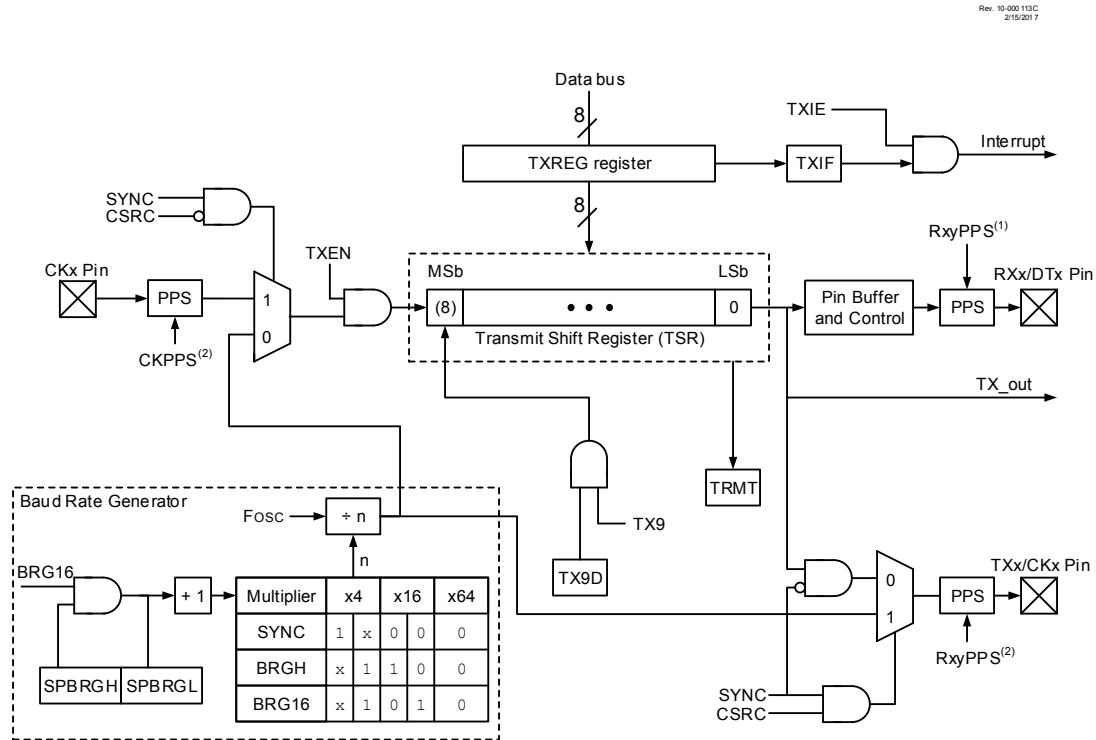 Rev. 10-000 113C
2/15/201 7
Data bus
8
TXIE
Interrupt
TXREG register
TXIF
8
SYNC
CSRC
RxyPPS(1)
TXEN
CKx Pin
MSb
LSb
RXx/DTx Pin
PPS
1
(8)
• • •
0
Pin Buffer
and Control
PPS
0
Transmit Shift Register (TSR)
CKPPS(2)
TX_out
TRMT
Baud Rate Generator
FOSC
÷ n
TX9
n
TX9D
BRG16
TXx/CKx Pin
+ 1
Multiplier x4 x16 x64
0
PPS
SYNC 1 x 0 0 0
1
BRGH x 1 1 0 0
RxyPPS(2)
SPBRGH SPBRGL
BRG16 x 1 0 1 0
SYNC
CSRC